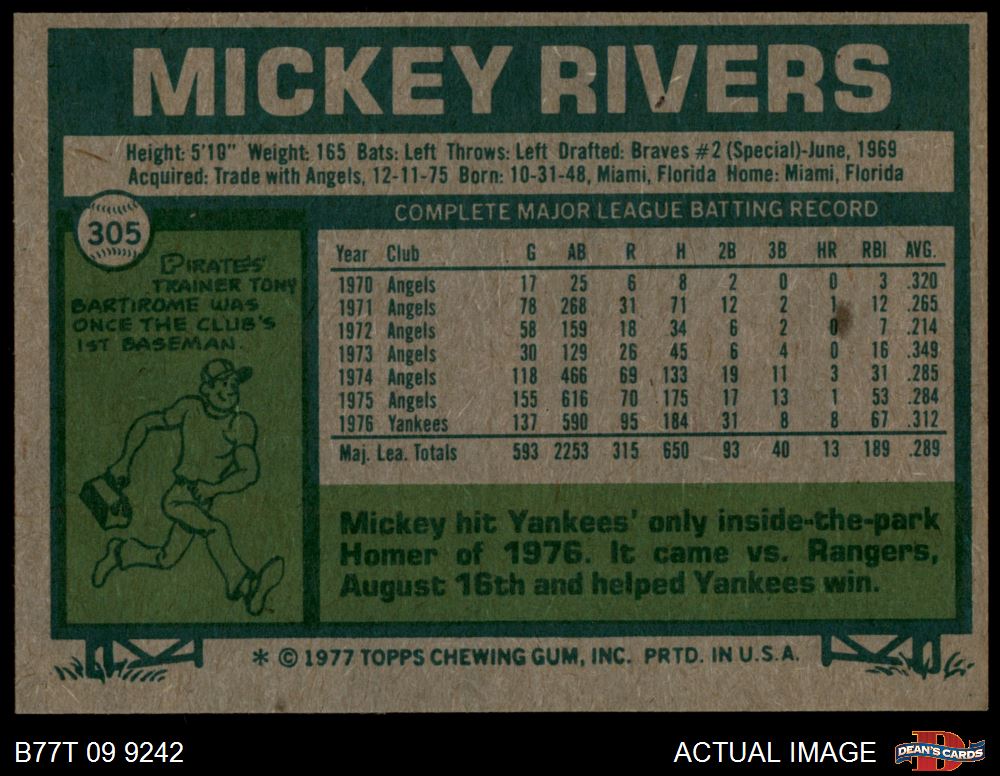 MICKEY RIVERS
Height: 5'10" Weight: 165 Bats: Left Throws: Left Drafted: Braves #2 (Special)-June, 1969
Acquired: Trade with Angels, 12-11-75 Born: 10-31-48, Miami, Florida Home: Miami, Florida
305
PIRATES'
TRAINER TONY
BARTIROME WAS
ONCE THE CLUB'S
1ST BASEMAN.
COMPLETE MAJOR LEAGUE BATTING RECORD
Year Club G AB R H 2B 3B HR RBI AVG.
1970 Angels 17 25 6 8 2 0 0 3 .320
1971 Angels 78 268 31 71 12 2 1 12 .265
1972 Angels 58 159 18 34 6 2 0 7 .214
1973 Angels 30 129 26 45 6 4 0 16 .349
1974 Angels 118 466 69 133 19 11 3 31 .285
1975 Angels 155 616 70 175 17 13 1 53 .284
1976 Yankees 137 590 95 184 31 8 8 67 .312
Maj. Lea. Totals 593 2253 315 650 93 40 13 189 .289
Mickey hit Yankees' only inside-the-park
Homer of 1976. It came vs. Rangers,
August 16th and helped Yankees win.
* © 1977 TOPPS CHEWING GUM, INC. PRTD. IN U.S.A.
B77T 09 9242
ACTUAL IMAGE
D
DEAN'S CARDS